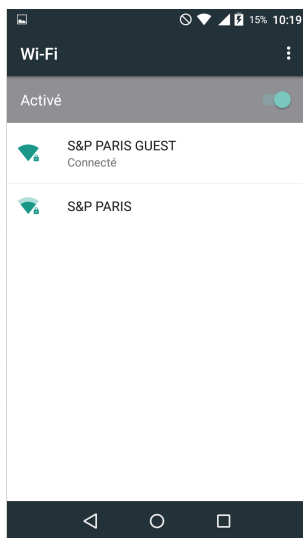 15% 10:19
Wi-Fi
Activé
S&P PARIS GUEST
Connecté
S&P PARIS